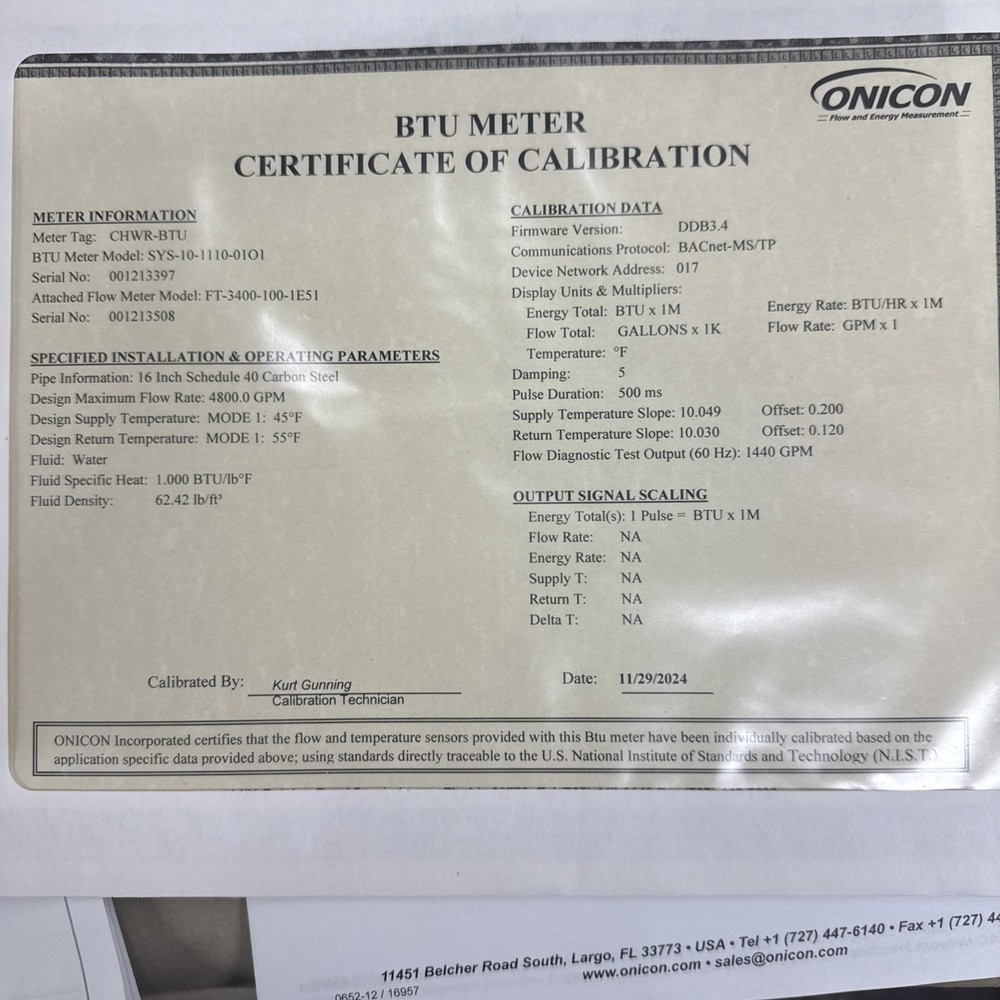 ONICON
Flow and Energy Measurement
BTU METER
CERTIFICATE OF CALIBRATION
METER INFORMATION
Meter Tag: CHWR-BTU
BTU Meter Model: SYS-10-1110-01O1
Serial No: 001213397
Attached Flow Meter Model: FT-3400-100-1E51
Serial No: 001213508
SPECIFIED INSTALLATION & OPERATING PARAMETERS
Pipe Information: 16 Inch Schedule 40 Carbon Steel
Design Maximum Flow Rate: 4800.0 GPM
Design Supply Temperature: MODE 1: 45°F
Design Return Temperature: MODE 1: 55°F
Fluid: Water
Fluid Specific Heat: 1.000 BTU/lb°F
Fluid Density: 62.42 lb/ft³
CALIBRATION DATA
Firmware Version: DDB3.4
Communications Protocol: BACnet-MS/TP
Device Network Address: 017
Display Units & Multipliers:
Energy Total: BTU x 1M Energy Rate: BTU/HR x 1M
Flow Total: GALLONS x 1K Flow Rate: GPM x 1
Temperature: °F
Damping: 5
Pulse Duration: 500 ms
Supply Temperature Slope: 10.049 Offset: 0.200
Return Temperature Slope: 10.030 Offset: 0.120
Flow Diagnostic Test Output (60 Hz): 1440 GPM
OUTPUT SIGNAL SCALING
Energy Total(s): 1 Pulse = BTU x 1M
Flow Rate: NA
Energy Rate: NA
Supply T: NA
Return T: NA
Delta T: NA
Calibrated By: Kurt Gunning
Calibration Technician
Date: 11/29/2024
ONICON Incorporated certifies that the flow and temperature sensors provided with this Btu meter have been individually calibrated based on the
application specific data provided above; using standards directly traceable to the U.S. National Institute of Standards and Technology (N.I.S.T.)
11451 Belcher Road South, Largo, FL 33773 • USA • Tel +1 (727) 447-6140 • Fax +1 (727) 44
www.onicon.com • sales@onicon.com
0652-12 / 16957